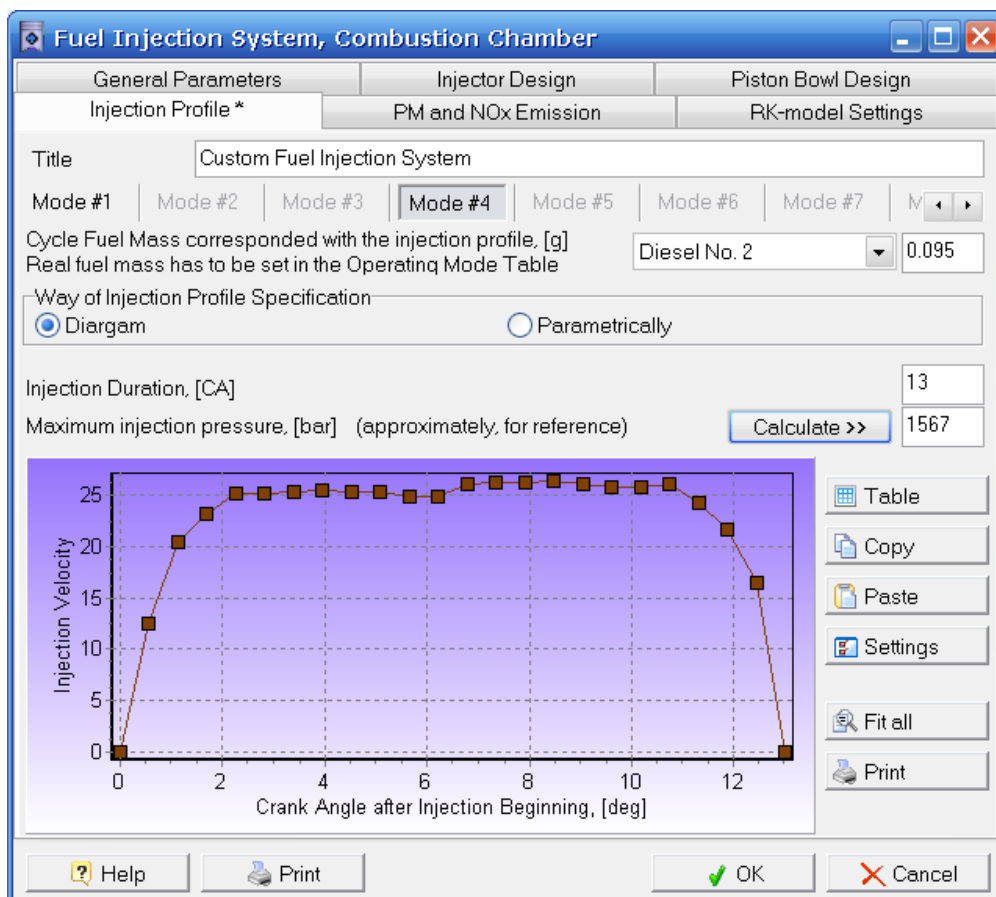 Fuel Injection System, Combustion Chamber
General Parameters Injector Design Piston Bowl Design
Injection Profile * PM and NOx Emission RK-model Settings
Title Custom Fuel Injection System
Mode #1 Mode #2 Mode #3 Mode #4 Mode #5 Mode #6 Mode #7 M
Cycle Fuel Mass corresponded with the injection profile, [g] Diesel No. 2 0.095
Real fuel mass has to be set in the Operating Mode Table
Way of Injection Profile Specification
Diargam Parametrically
Injection Duration, [CA] 13
Maximum injection pressure, [bar] (approximately, for reference) Calculate >> 1567
Injection Velocity
25
20
15
10
5
0
0 2 4 6 8 10 12
Crank Angle after Injection Beginning, [deg]
Table
Copy
Paste
Settings
Fit all
Print
Help Print OK Cancel